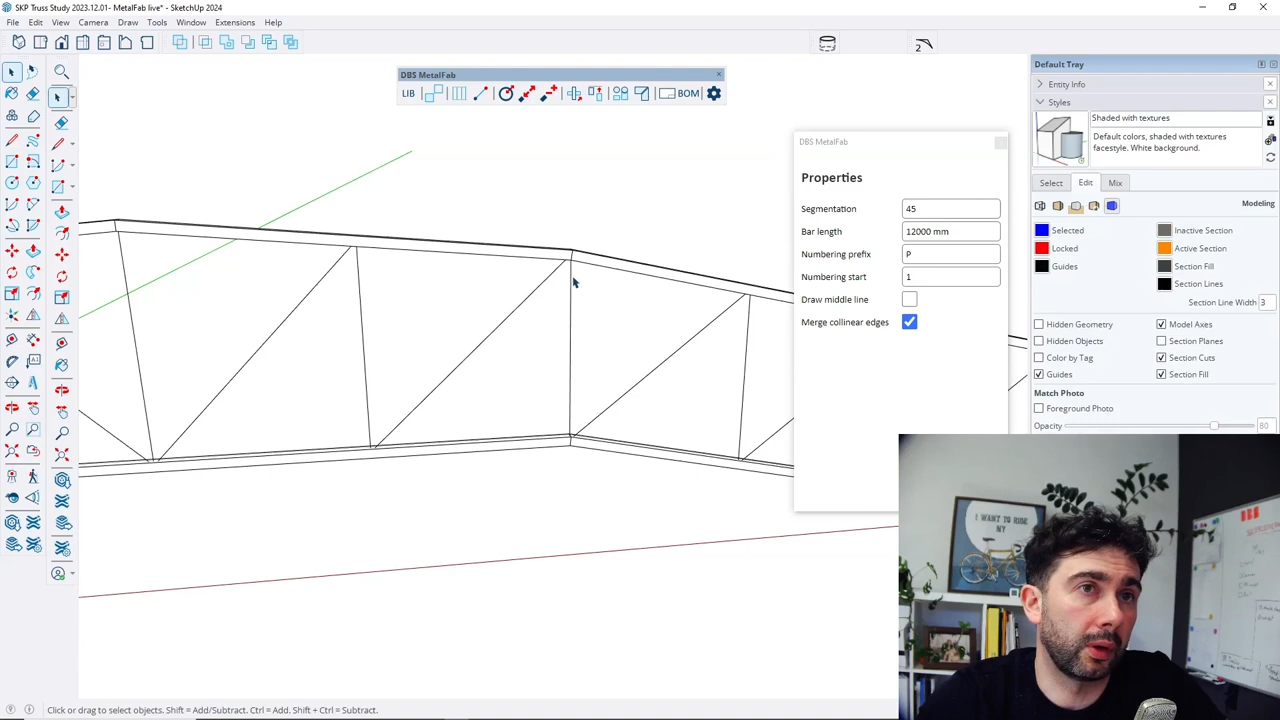 SKP Truss Study 2023.12.01- MetalFab live* - SketchUp 2024
File Edit View Camera Draw Tools Window Extensions Help
2
DBS MetalFab
LIB
BOM
DBS MetalFab
Properties
Segmentation 45
Bar length 12000 mm
Numbering prefix P
Numbering start 1
Draw middle line
Merge collinear edges
Default Tray
Entity Info
Styles
Shaded with textures
Default colors, shaded with textures
facestyle. White background.
Select Edit Mix
Modeling
Selected Inactive Section
Locked Active Section
Guides Section Fill
Section Lines
Section Line Width 3
Hidden Geometry Model Axes
Hidden Objects Section Planes
Color by Tag Section Cuts
Guides Section Fill
Match Photo
Foreground Photo
Opacity 80
I WANT TO RIDE
MY
Click or drag to select objects. Shift = Add/Subtract. Ctrl = Add. Shift + Ctrl = Subtract.